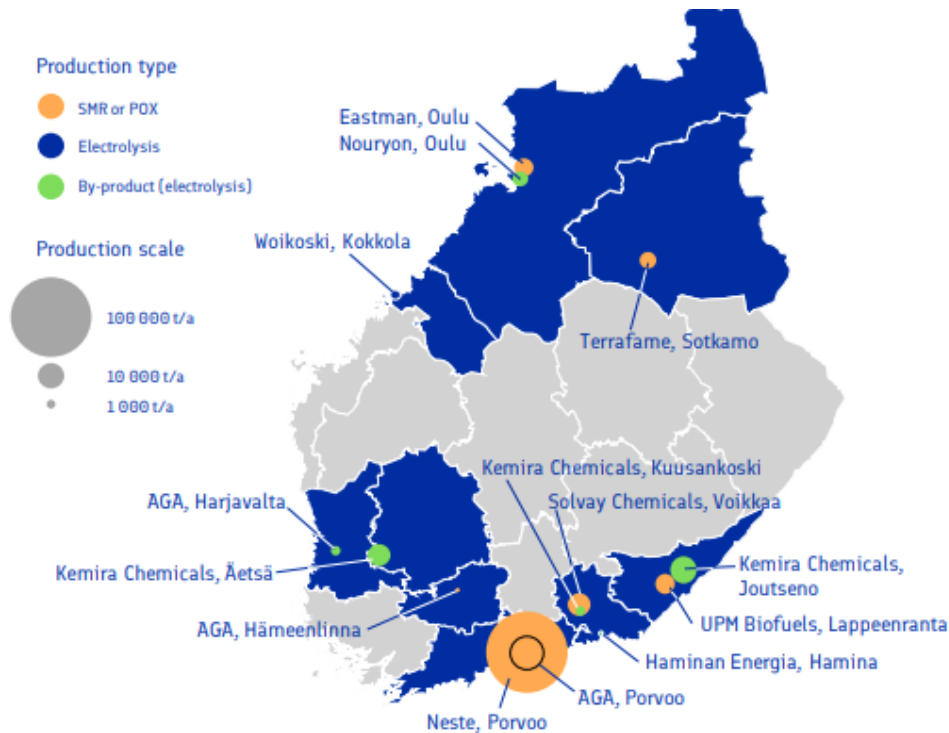 Production type
SMR or POX
Electrolysis
By-product (electrolysis)
Production scale
100 000 t/a
10 000 t/a
1 000 t/a
Eastman, Oulu
Nouryon, Oulu
Woikoski, Kokkola
Terrafame, Sotkamo
Kemira Chemicals, Kuusankoski
Solvay Chemicals, Voikkaa
AGA, Harjavalta
Kemira Chemicals, Äetsä
Kemira Chemicals,
Joutseno
AGA, Hämeenlinna
UPM Biofuels, Lappeenranta
Haminan Energia, Hamina
AGA, Porvoo
Neste, Porvoo